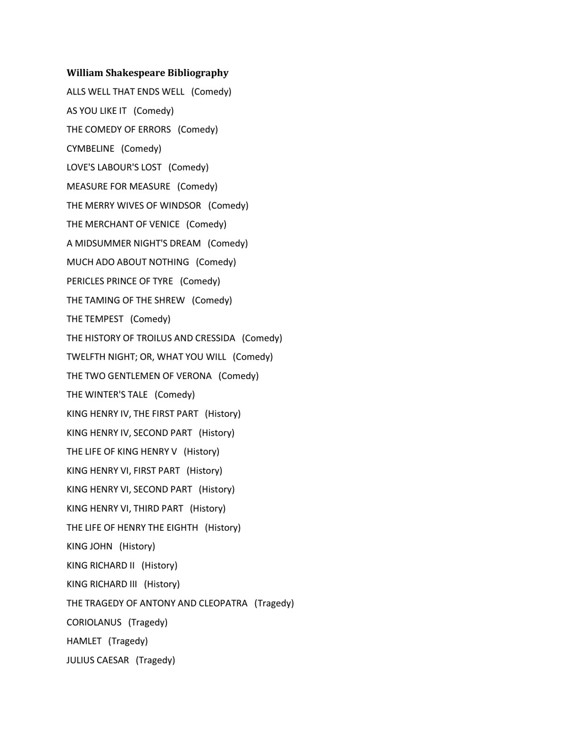 William Shakespeare Bibliography
ALLS WELL THAT ENDS WELL (Comedy)
AS YOU LIKE IT (Comedy)
THE COMEDY OF ERRORS (Comedy)
CYMBELINE (Comedy)
LOVE'S LABOUR'S LOST (Comedy)
MEASURE FOR MEASURE (Comedy)
THE MERRY WIVES OF WINDSOR (Comedy)
THE MERCHANT OF VENICE (Comedy)
A MIDSUMMER NIGHT'S DREAM (Comedy)
MUCH ADO ABOUT NOTHING (Comedy)
PERICLES PRINCE OF TYRE (Comedy)
THE TAMING OF THE SHREW (Comedy)
THE TEMPEST (Comedy)
THE HISTORY OF TROILUS AND CRESSIDA (Comedy)
TWELFTH NIGHT; OR, WHAT YOU WILL (Comedy)
THE TWO GENTLEMEN OF VERONA (Comedy)
THE WINTER'S TALE (Comedy)
KING HENRY IV, THE FIRST PART (History)
KING HENRY IV, SECOND PART (History)
THE LIFE OF KING HENRY V (History)
KING HENRY VI, FIRST PART (History)
KING HENRY VI, SECOND PART (History)
KING HENRY VI, THIRD PART (History)
THE LIFE OF HENRY THE EIGHTH (History)
KING JOHN (History)
KING RICHARD II (History)
KING RICHARD III (History)
THE TRAGEDY OF ANTONY AND CLEOPATRA (Tragedy)
CORIOLANUS (Tragedy)
HAMLET (Tragedy)
JULIUS CAESAR (Tragedy)